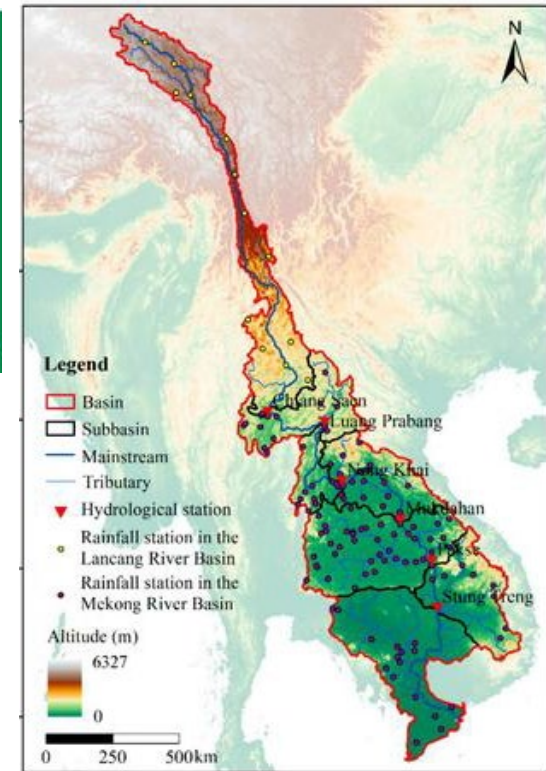 N
Chiang Saen
Luang Prabang
Nong Khai
Mukdahan
Pakse
Stung Treng
Legend
Basin
Subbasin
Mainstream
Tributary
Hydrological station
Rainfall station in the
Lancang River Basin
Rainfall station in the
Mekong River Basin
Altitude (m)
6327
0
0
250
500km